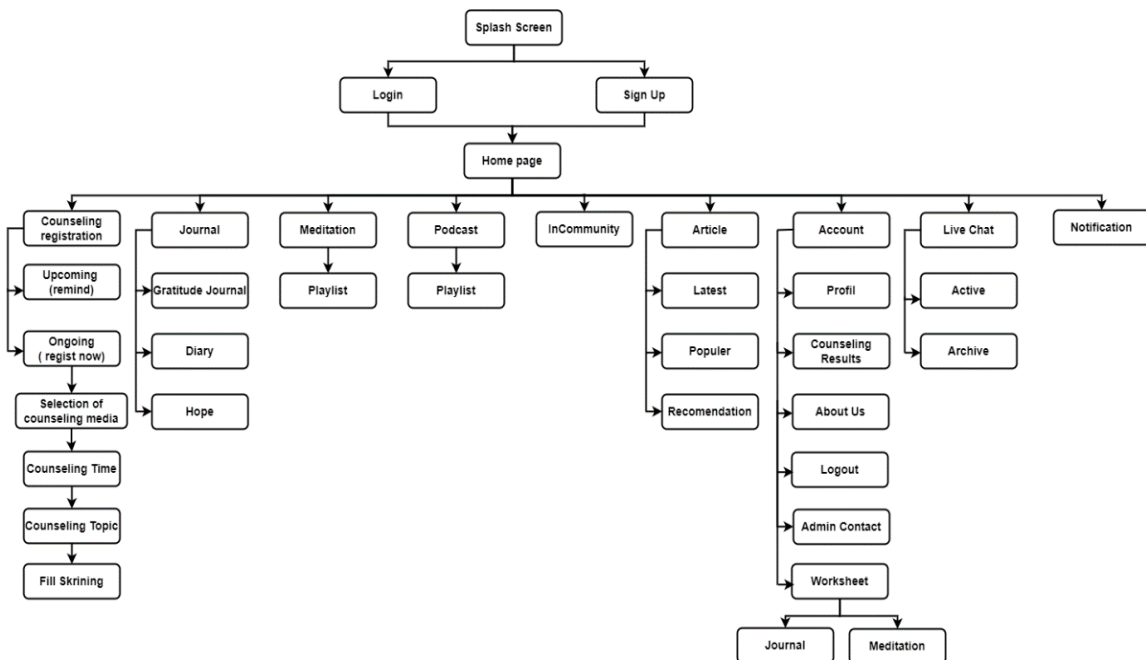 Splash Screen
Login
Sign Up
Home page
Counseling
registration
Journal
Meditation
Podcast
InCommunity
Article
Account
Live Chat
Notification
Upcoming
(remind)
Gratitude Journal
Playlist
Playlist
Latest
Profil
Active
Ongoing
( regist now)
Diary
Populer
Counseling
Results
Archive
Selection of
counseling media
Hope
Recomendation
About Us
Counseling Time
Logout
Counseling Topic
Admin Contact
Fill Skrining
Worksheet
Journal
Meditation